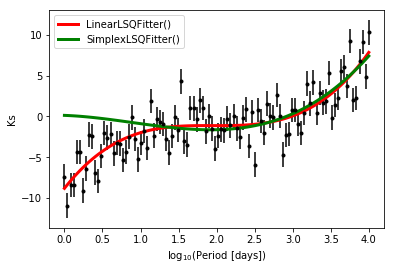 LinearLSQFitter()
SimplexLSQFitter()
10
5
0
−5
−10
Ks
0.0 0.5 1.0 1.5 2.0 2.5 3.0 3.5 4.0
log₁₀(Period [days])